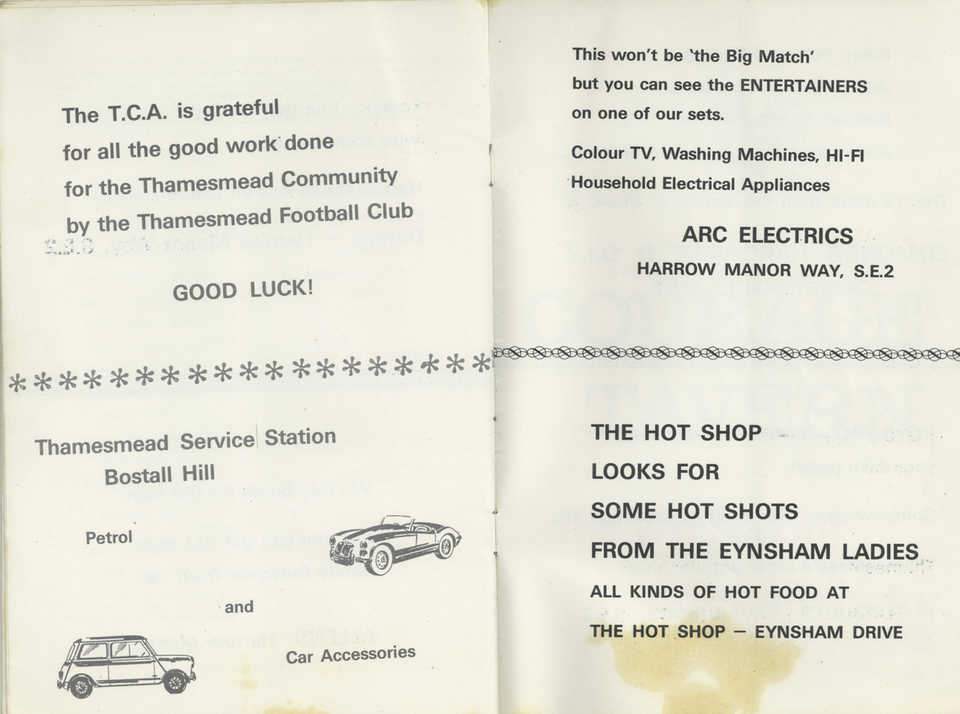 The T.C.A. is grateful
for all the good work done
for the Thamesmead Community
by the Thamesmead Football Club
GOOD LUCK!
Thamesmead Service Station
Bostall Hill
Petrol
and
Car Accessories
This won't be 'the Big Match'
but you can see the ENTERTAINERS
on one of our sets.
Colour TV, Washing Machines, HI-FI
Household Electrical Appliances
ARC ELECTRICS
HARROW MANOR WAY, S.E.2
THE HOT SHOP
LOOKS FOR
SOME HOT SHOTS
FROM THE EYNSHAM LADIES
ALL KINDS OF HOT FOOD AT
THE HOT SHOP – EYNSHAM DRIVE